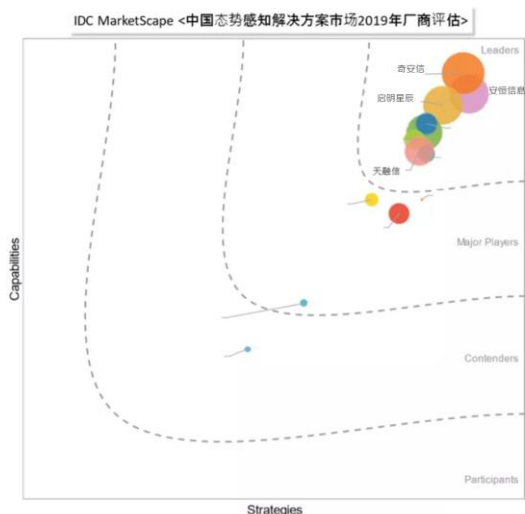 IDC MarketScape <中国态势感知解决方案市场2019年厂商评估>
Leaders
奇安信
安恒信息
启明星辰
天融信
Major Players
Capabilities
Contenders
Participants
Strategies